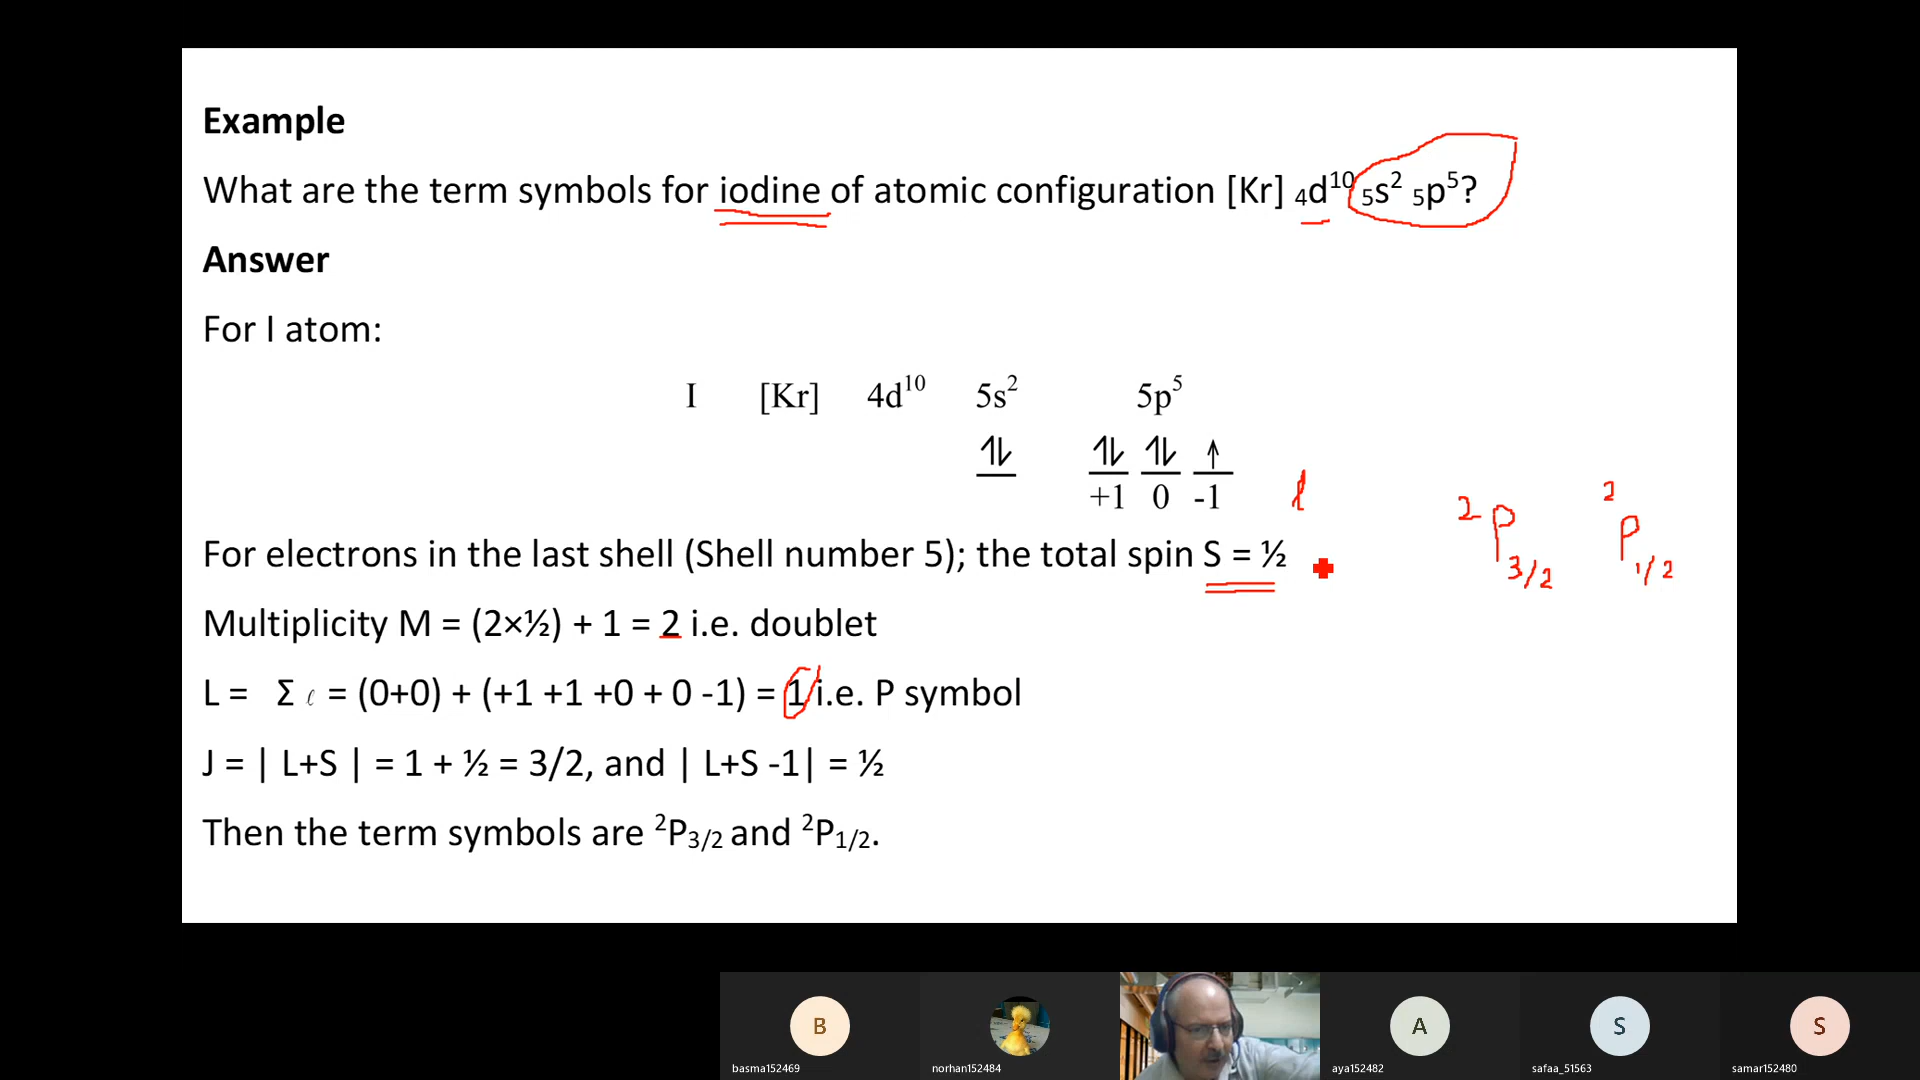 Example
What are the term symbols for iodine of atomic configuration [Kr] ₄d¹⁰ ₅s² ₅p⁵?
Answer
For I atom:
I [Kr] 4d¹⁰ 5s² 5p⁵
⥮ ⥮ ⥮ ↑
+1 0 -1 ℓ
²P₃/₂ ²P₁/₂
For electrons in the last shell (Shell number 5); the total spin S = ½
Multiplicity M = (2×½) + 1 = 2 i.e. doublet
L = Σ ℓ = (0+0) + (+1 +1 +0 + 0 -1) = 1 i.e. P symbol
J = | L+S | = 1 + ½ = 3/2, and | L+S -1| = ½
Then the term symbols are ²P₃/₂ and ²P₁/₂.
B A S S
basma152469 norhan152484 aya152482 safaa_51563 samar152480